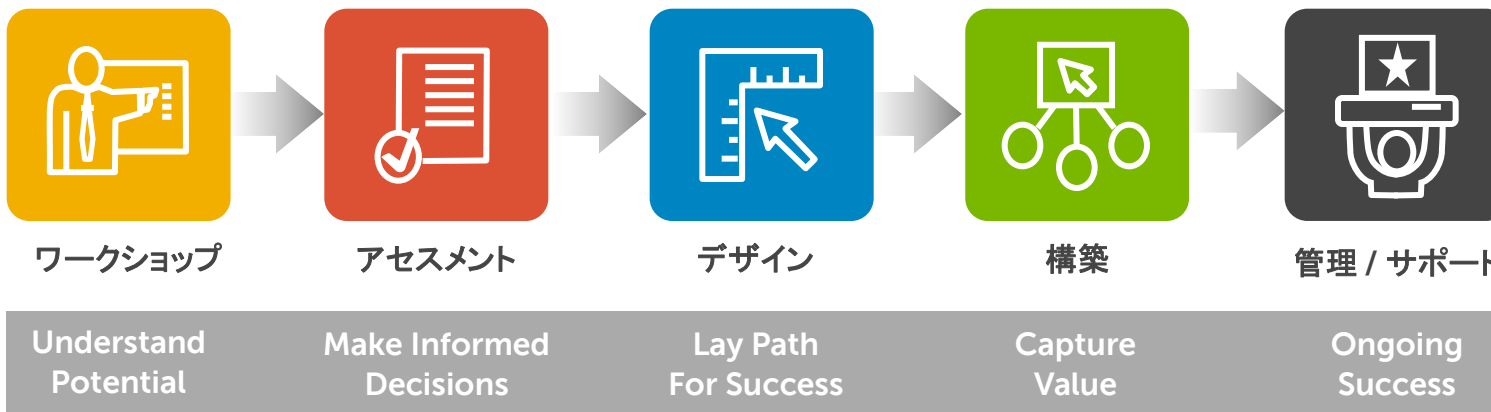 ワークショップ
アセスメント
デザイン
構築
管理 / サポート
Understand
Potential
Make Informed
Decisions
Lay Path
For Success
Capture
Value
Ongoing
Success